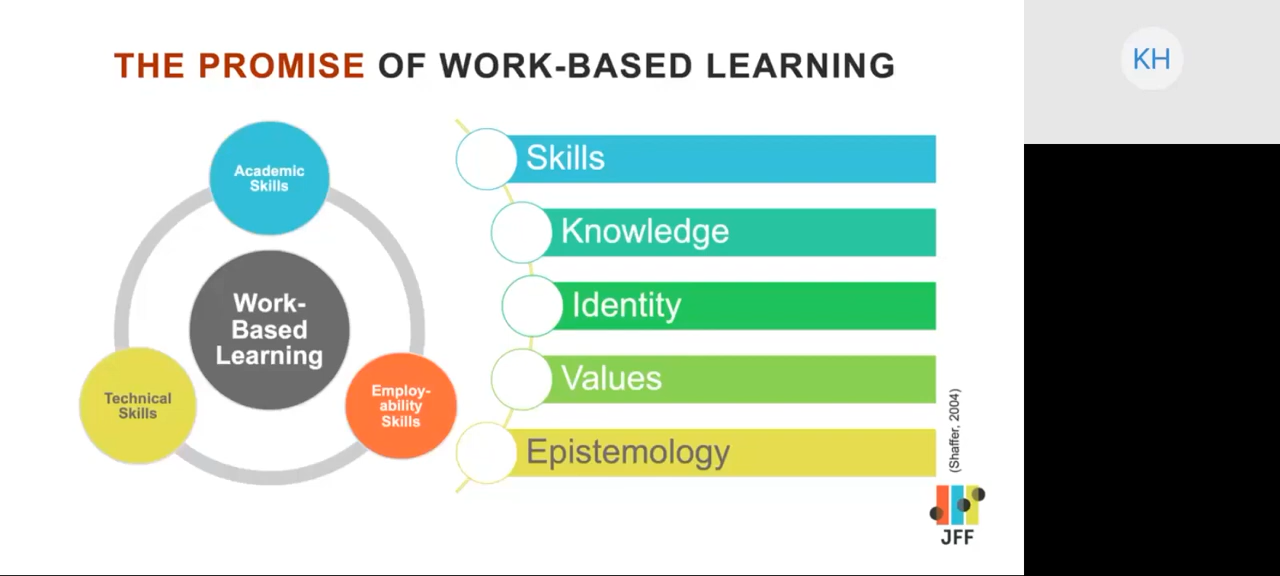 THE PROMISE OF WORK-BASED LEARNING
Academic
Skills
Work-
Based
Learning
Technical
Skills
Employ-
ability
Skills
Skills
Knowledge
Identity
Values
Epistemology
(Shaffer, 2004)
JFF
KH